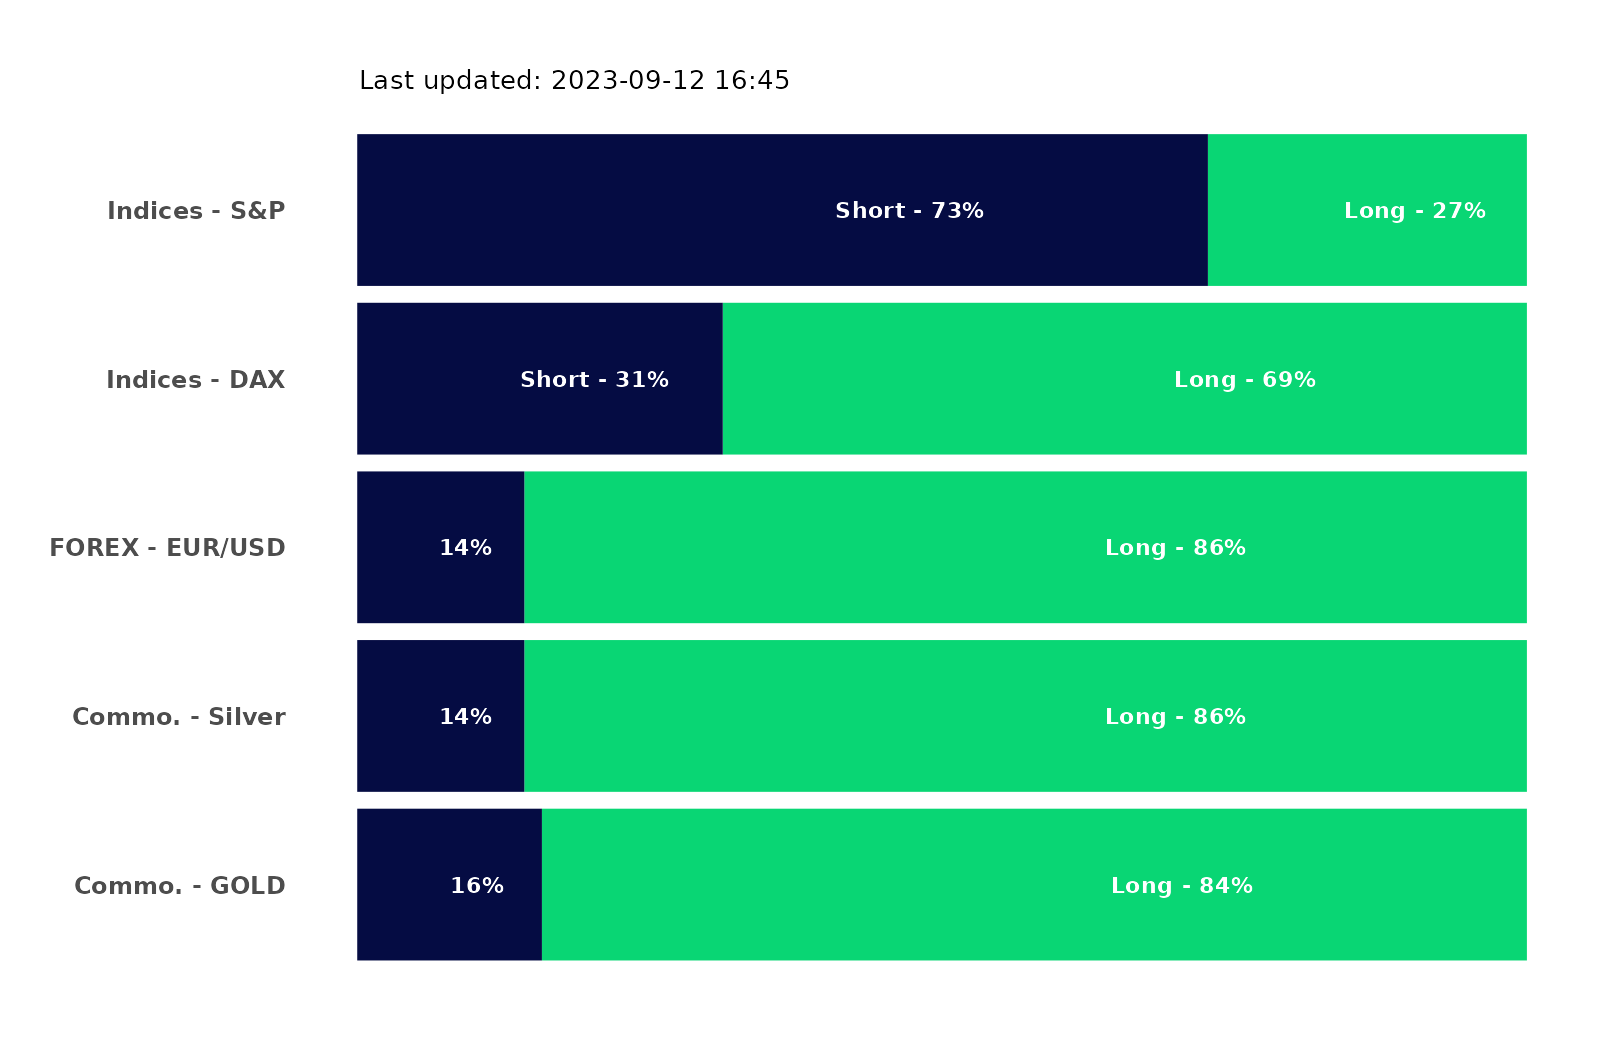 Last updated: 2023-09-12 16:45
Indices - S&P Short - 73% Long - 27%
Indices - DAX Short - 31% Long - 69%
FOREX - EUR/USD 14% Long - 86%
Commo. - Silver 14% Long - 86%
Commo. - GOLD 16% Long - 84%